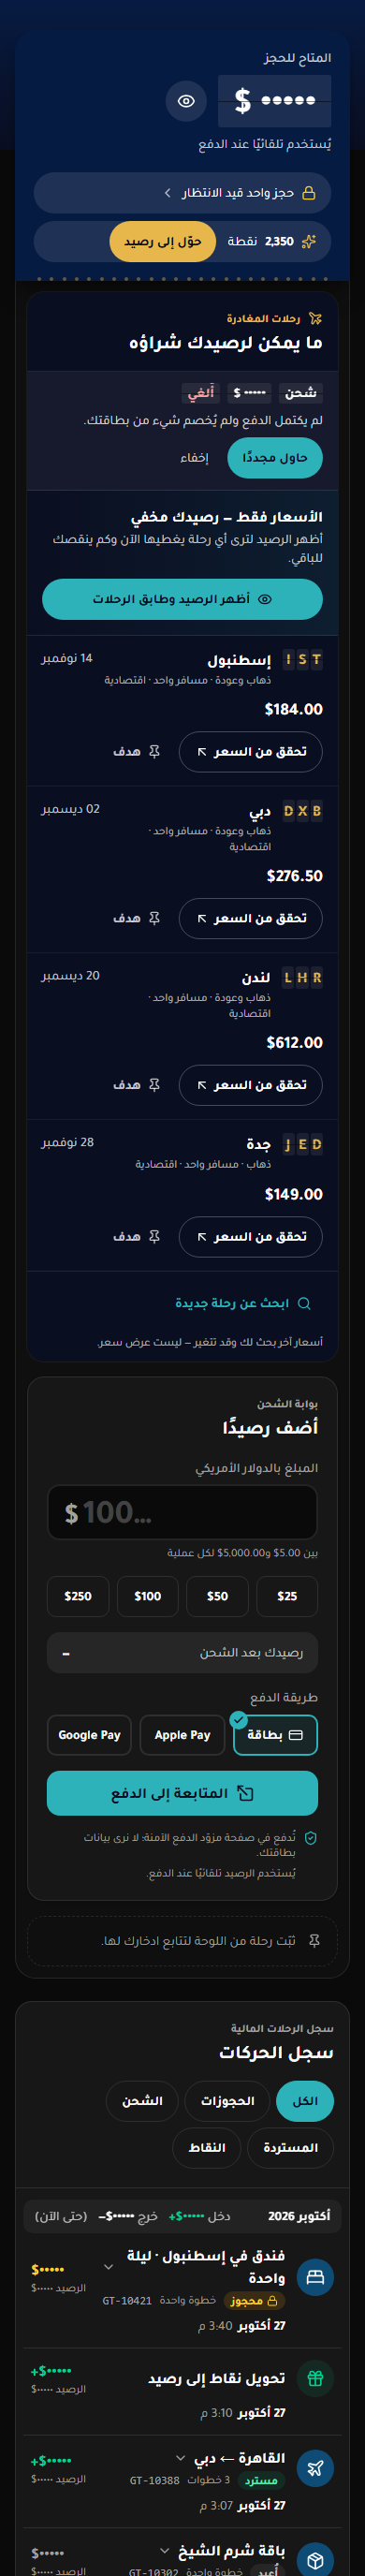 المتاح للحجز
$ •••••
يُستخدم تلقائيًا عند الدفع
حجز واحد قيد الانتظار
2,350 نقطة
حوّل إلى رصيد
رحلات المغادرة
ما يمكن لرصيدك شراؤه
شحن $ ••••• أُلغي
لم يكتمل الدفع ولم يُخصم شيء من بطاقتك.
حاول مجددًا
إخفاء
الأسعار فقط — رصيدك مخفي
أظهر الرصيد لترى أي رحلة يغطيها الآن وكم ينقصك
للباقي.
أظهر الرصيد وطابق الرحلات
IST إسطنبول 14 نوفمبر
ذهاب وعودة · مسافر واحد · اقتصادية
$184.00
تحقق من السعر
هدف
DXB دبي 02 ديسمبر
ذهاب وعودة · مسافر واحد ·
اقتصادية
$276.50
تحقق من السعر
هدف
LHR لندن 20 ديسمبر
ذهاب وعودة · مسافر واحد ·
اقتصادية
$612.00
تحقق من السعر
هدف
JED جدة 28 نوفمبر
ذهاب · مسافر واحد · اقتصادية
$149.00
تحقق من السعر
هدف
ابحث عن رحلة جديدة
أسعار آخر بحث لك وقد تتغير — ليست عرض سعر.
بوابة الشحن
أضف رصيدًا
المبلغ بالدولار الأمريكي
$ 100...
بين $5.00 و$5,000.00 لكل عملية
$25
$50
$100
$250
رصيدك بعد الشحن –
طريقة الدفع
بطاقة
Apple Pay
Google Pay
المتابعة إلى الدفع
تُدفع في صفحة مزوّد الدفع الآمنة؛ لا نرى بيانات
بطاقتك.
يُستخدم الرصيد تلقائيًا عند الدفع.
ثبّت رحلة من اللوحة لتتابع ادخارك لها.
سجل الرحلات المالية
سجل الحركات
الكل
الحجوزات
الشحن
المستردة
النقاط
أكتوبر 2026
دخل +$•••••
خرج −$•••••
(حتى الآن)
فندق في إسطنبول · ليلة
واحدة
$•••••
الرصيد •••••$
محجوز خطوة واحدة GT-10421
27 أكتوبر 3:40 م
تحويل نقاط إلى رصيد
+$•••••
الرصيد •••••$
27 أكتوبر 3:10 م
القاهرة ← دبي
+$•••••
الرصيد •••••$
مسترد 3 خطوات GT-10388
27 أكتوبر 3:07 م
باقة شرم الشيخ
$•••••
الرصيد •••••$
أُعيد خطوة واحدة GT-10302